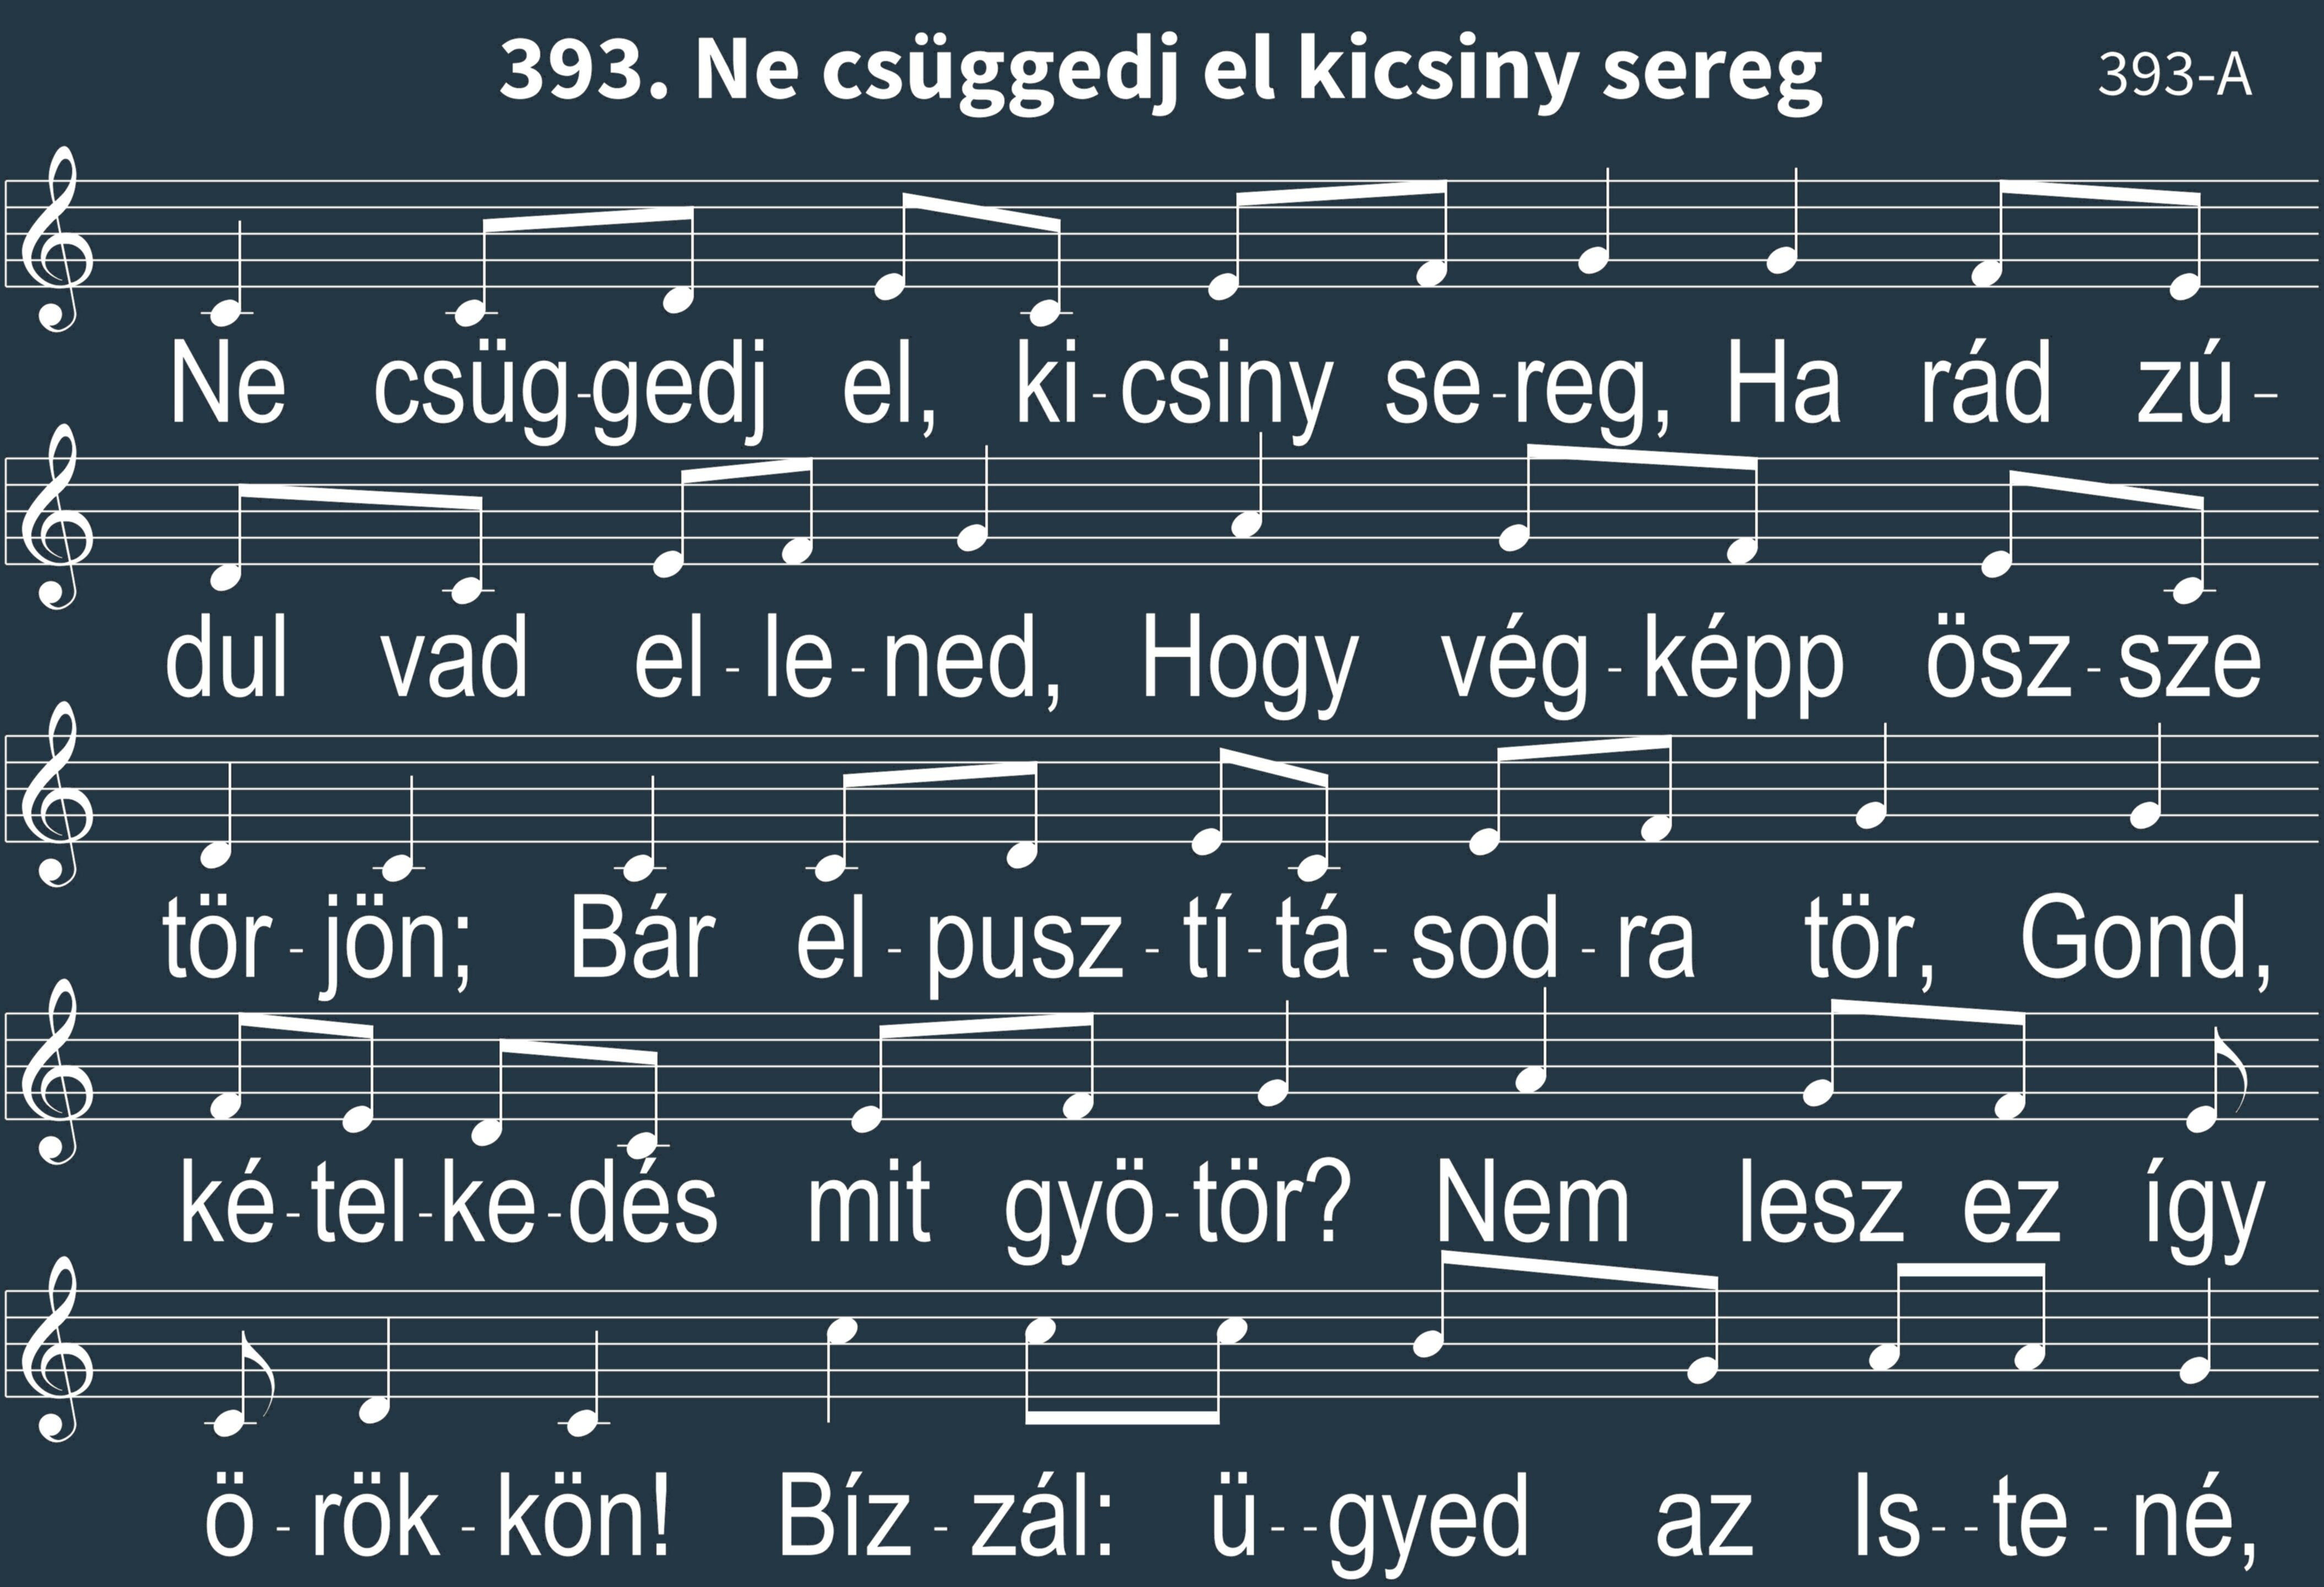 393. Ne csüggedj el kicsiny sereg 393-A
Ne csüg-gedj el, ki-csiny se-reg, Ha rád zú-
dul vad el-le-ned, Hogy vég-képp ösz-sze
tör-jön; Bár el-pusz-tí-tá-sod-ra tör, Gond,
ké-tel-ke-dés mit gyö-tör? Nem lesz ez így
ö-rök-kön! Bíz-zál: ü--gyed az Is--te-né,